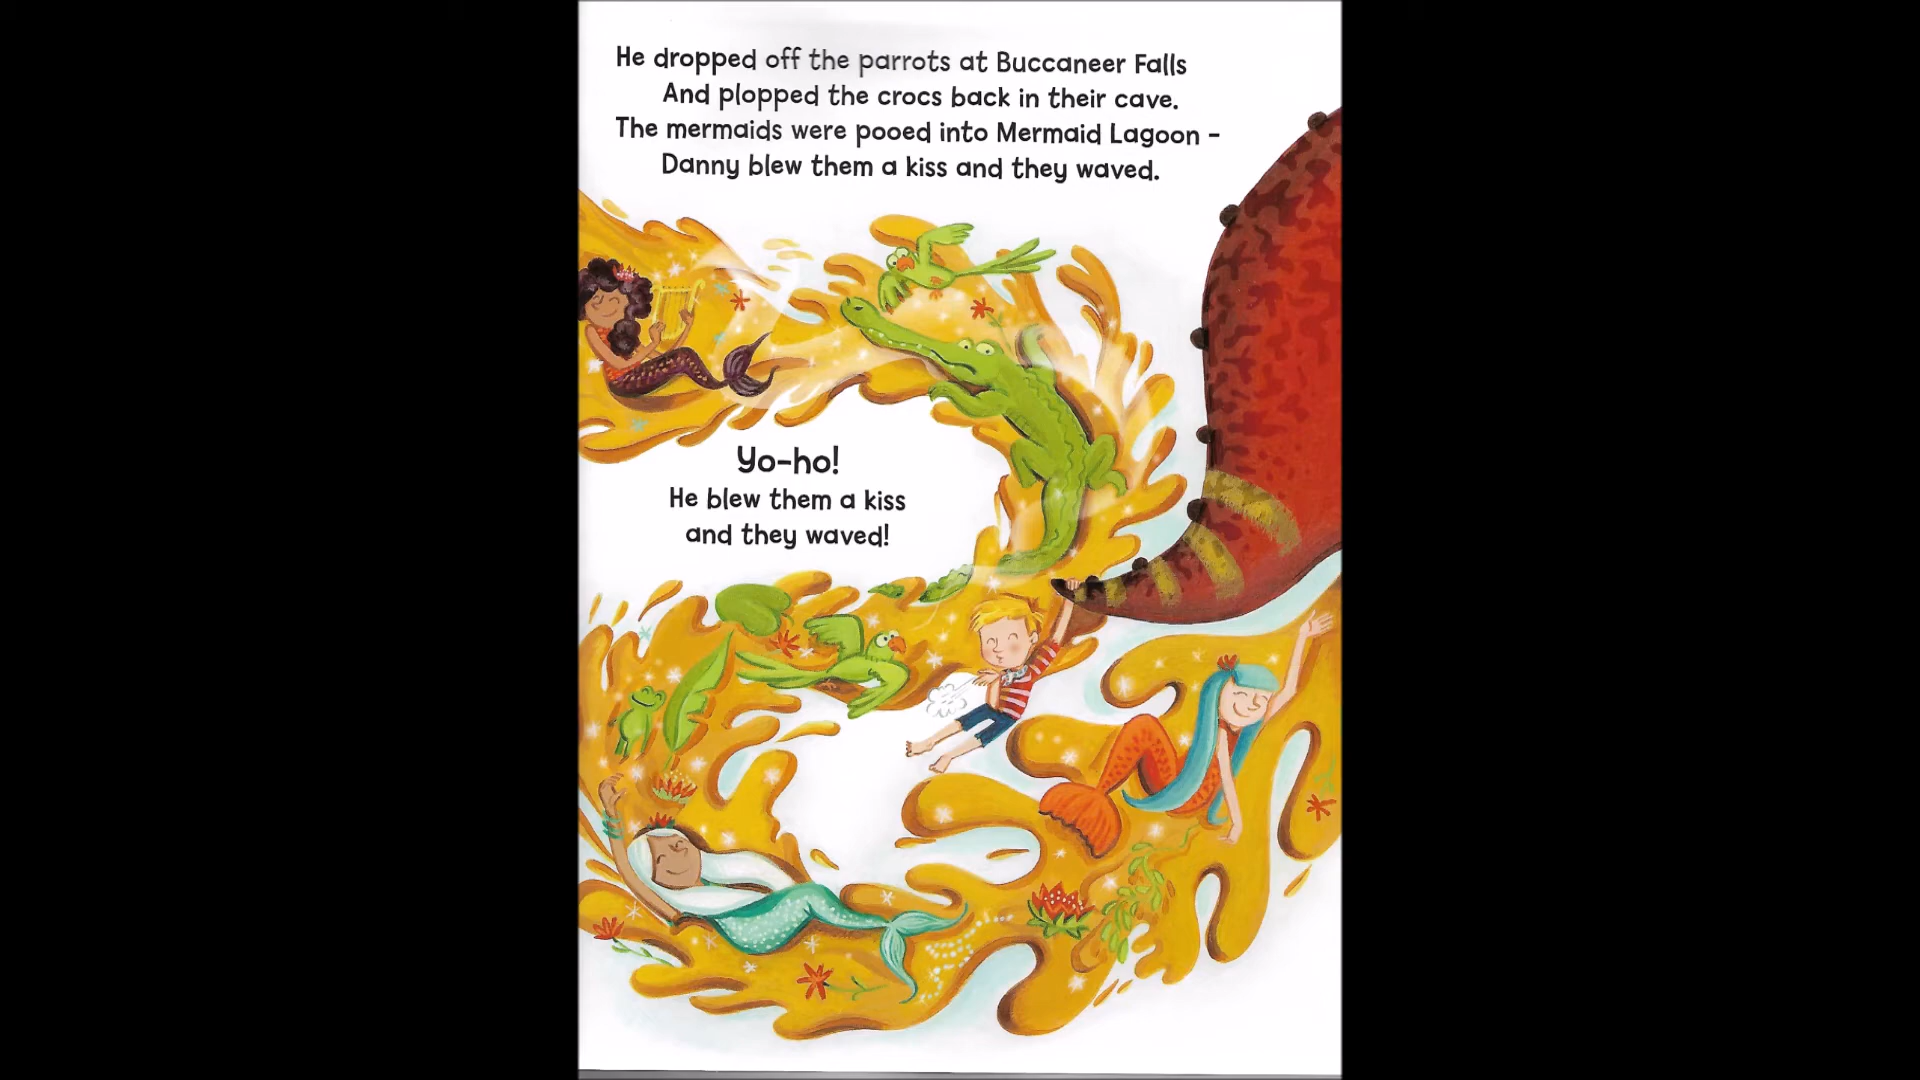 He dropped off the parrots at Buccaneer Falls
And plopped the crocs back in their cave.
The mermaids were pooed into Mermaid Lagoon –
Danny blew them a kiss and they waved.
Yo-ho!
He blew them a kiss
and they waved!